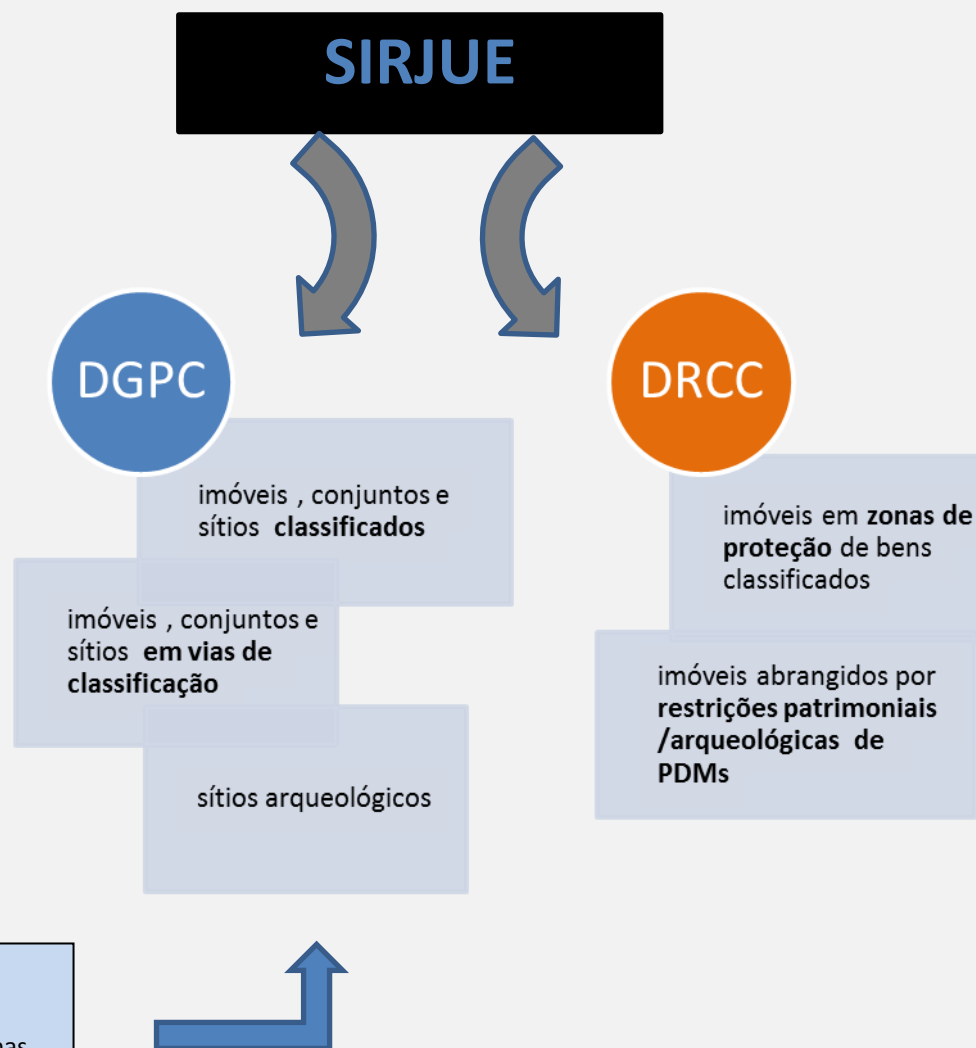 SIRJUE
DGPC
imóveis , conjuntos e
sítios classificados
imóveis , conjuntos e
sítios em vias de
classificação
sítios arqueológicos
DRCC
imóveis em zonas de
proteção de bens
classificados
imóveis abrangidos por
restrições patrimoniais
/arqueológicas de
PDMs